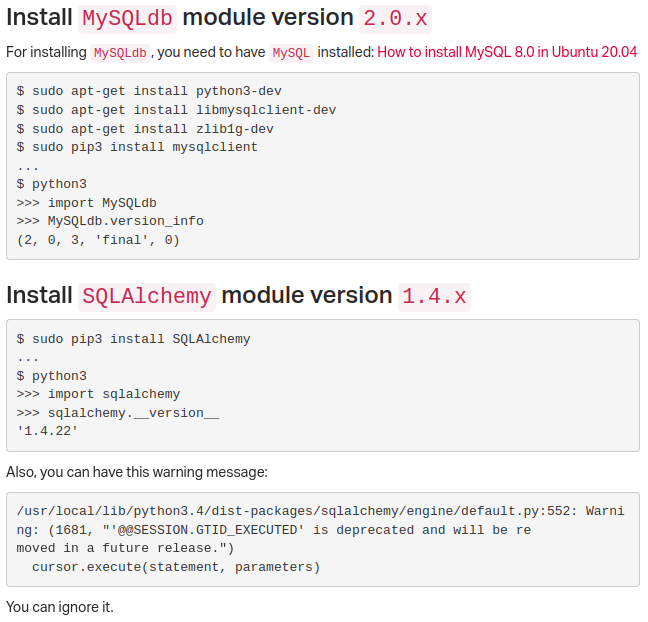 Install MySQLdb module version 2.0.x
For installing MySQLdb, you need to have MySQL installed: How to install MySQL 8.0 in Ubuntu 20.04
$ sudo apt-get install python3-dev
$ sudo apt-get install libmysqlclient-dev
$ sudo apt-get install zlib1g-dev
$ sudo pip3 install mysqlclient
...
$ python3
>>> import MySQLdb
>>> MySQLdb.version_info
(2, 0, 3, 'final', 0)
Install SQLAlchemy module version 1.4.x
$ sudo pip3 install SQLAlchemy
...
$ python3
>>> import sqlalchemy
>>> sqlalchemy.__version__
'1.4.22'
Also, you can have this warning message:
/usr/local/lib/python3.4/dist-packages/sqlalchemy/engine/default.py:552: Warni
ng: (1681, "'@@SESSION.GTID_EXECUTED' is deprecated and will be re
moved in a future release.")
  cursor.execute(statement, parameters)
You can ignore it.